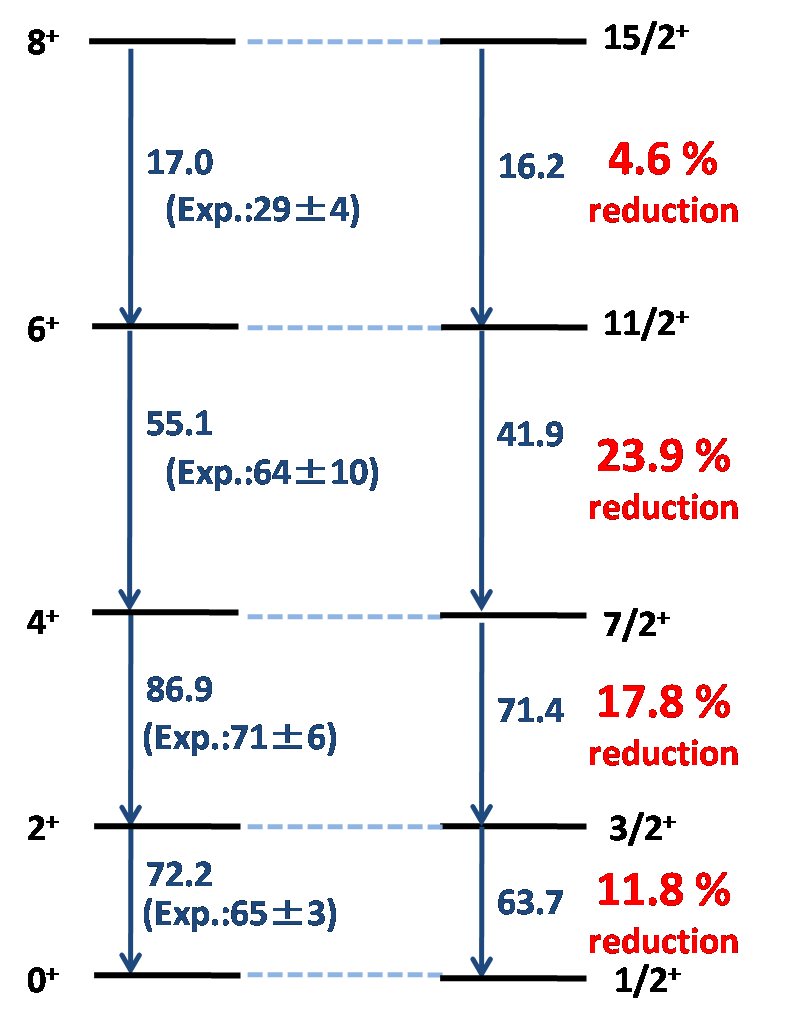 8⁺ 15/2⁺
17.0 16.2 4.6 %
(Exp.:29±4) reduction
6⁺ 11/2⁺
55.1 41.9 23.9 %
(Exp.:64±10) reduction
4⁺ 7/2⁺
86.9 71.4 17.8 %
(Exp.:71±6) reduction
2⁺ 3/2⁺
72.2 63.7 11.8 %
(Exp.:65±3) reduction
0⁺ 1/2⁺